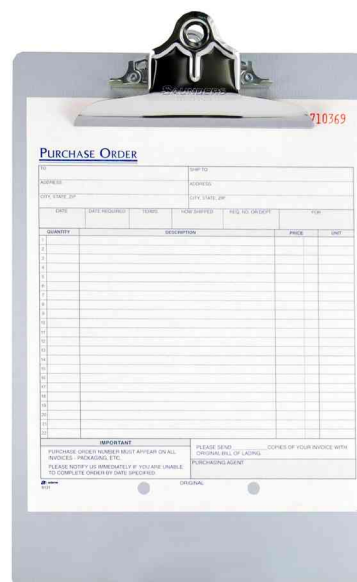 SAUNDERS
710369
PURCHASE ORDER
TO
SHIP TO
ADDRESS
ADDRESS
CITY, STATE, ZIP
CITY, STATE, ZIP
DATE DATE REQUIRED TERMS HOW SHIPPED REQ. NO. OR DEPT. FOR
QUANTITY DESCRIPTION PRICE UNIT
1
2
3
4
5
6
7
8
9
10
11
12
13
14
15
16
17
18
19
20
21
22
IMPORTANT
PURCHASE ORDER NUMBER MUST APPEAR ON ALL
INVOICES - PACKAGING, ETC.
PLEASE NOTIFY US IMMEDIATELY IF YOU ARE UNABLE
TO COMPLETE ORDER BY DATE SPECIFIED.
PLEASE SEND COPIES OF YOUR INVOICE WITH
ORIGINAL BILL OF LADING.
PURCHASING AGENT
ORIGINAL